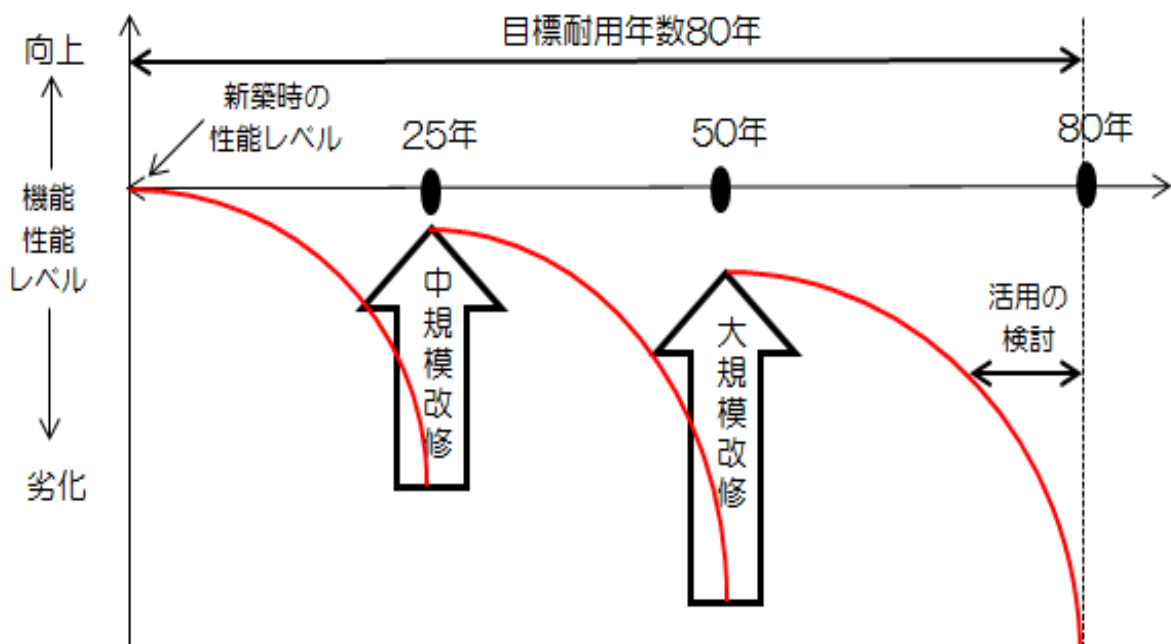 目標耐用年数80年
向上
新築時の
性能レベル
25年
50年
80年
機能
性能
レベル
劣化
中規模改修
大規模改修
活用の
検討